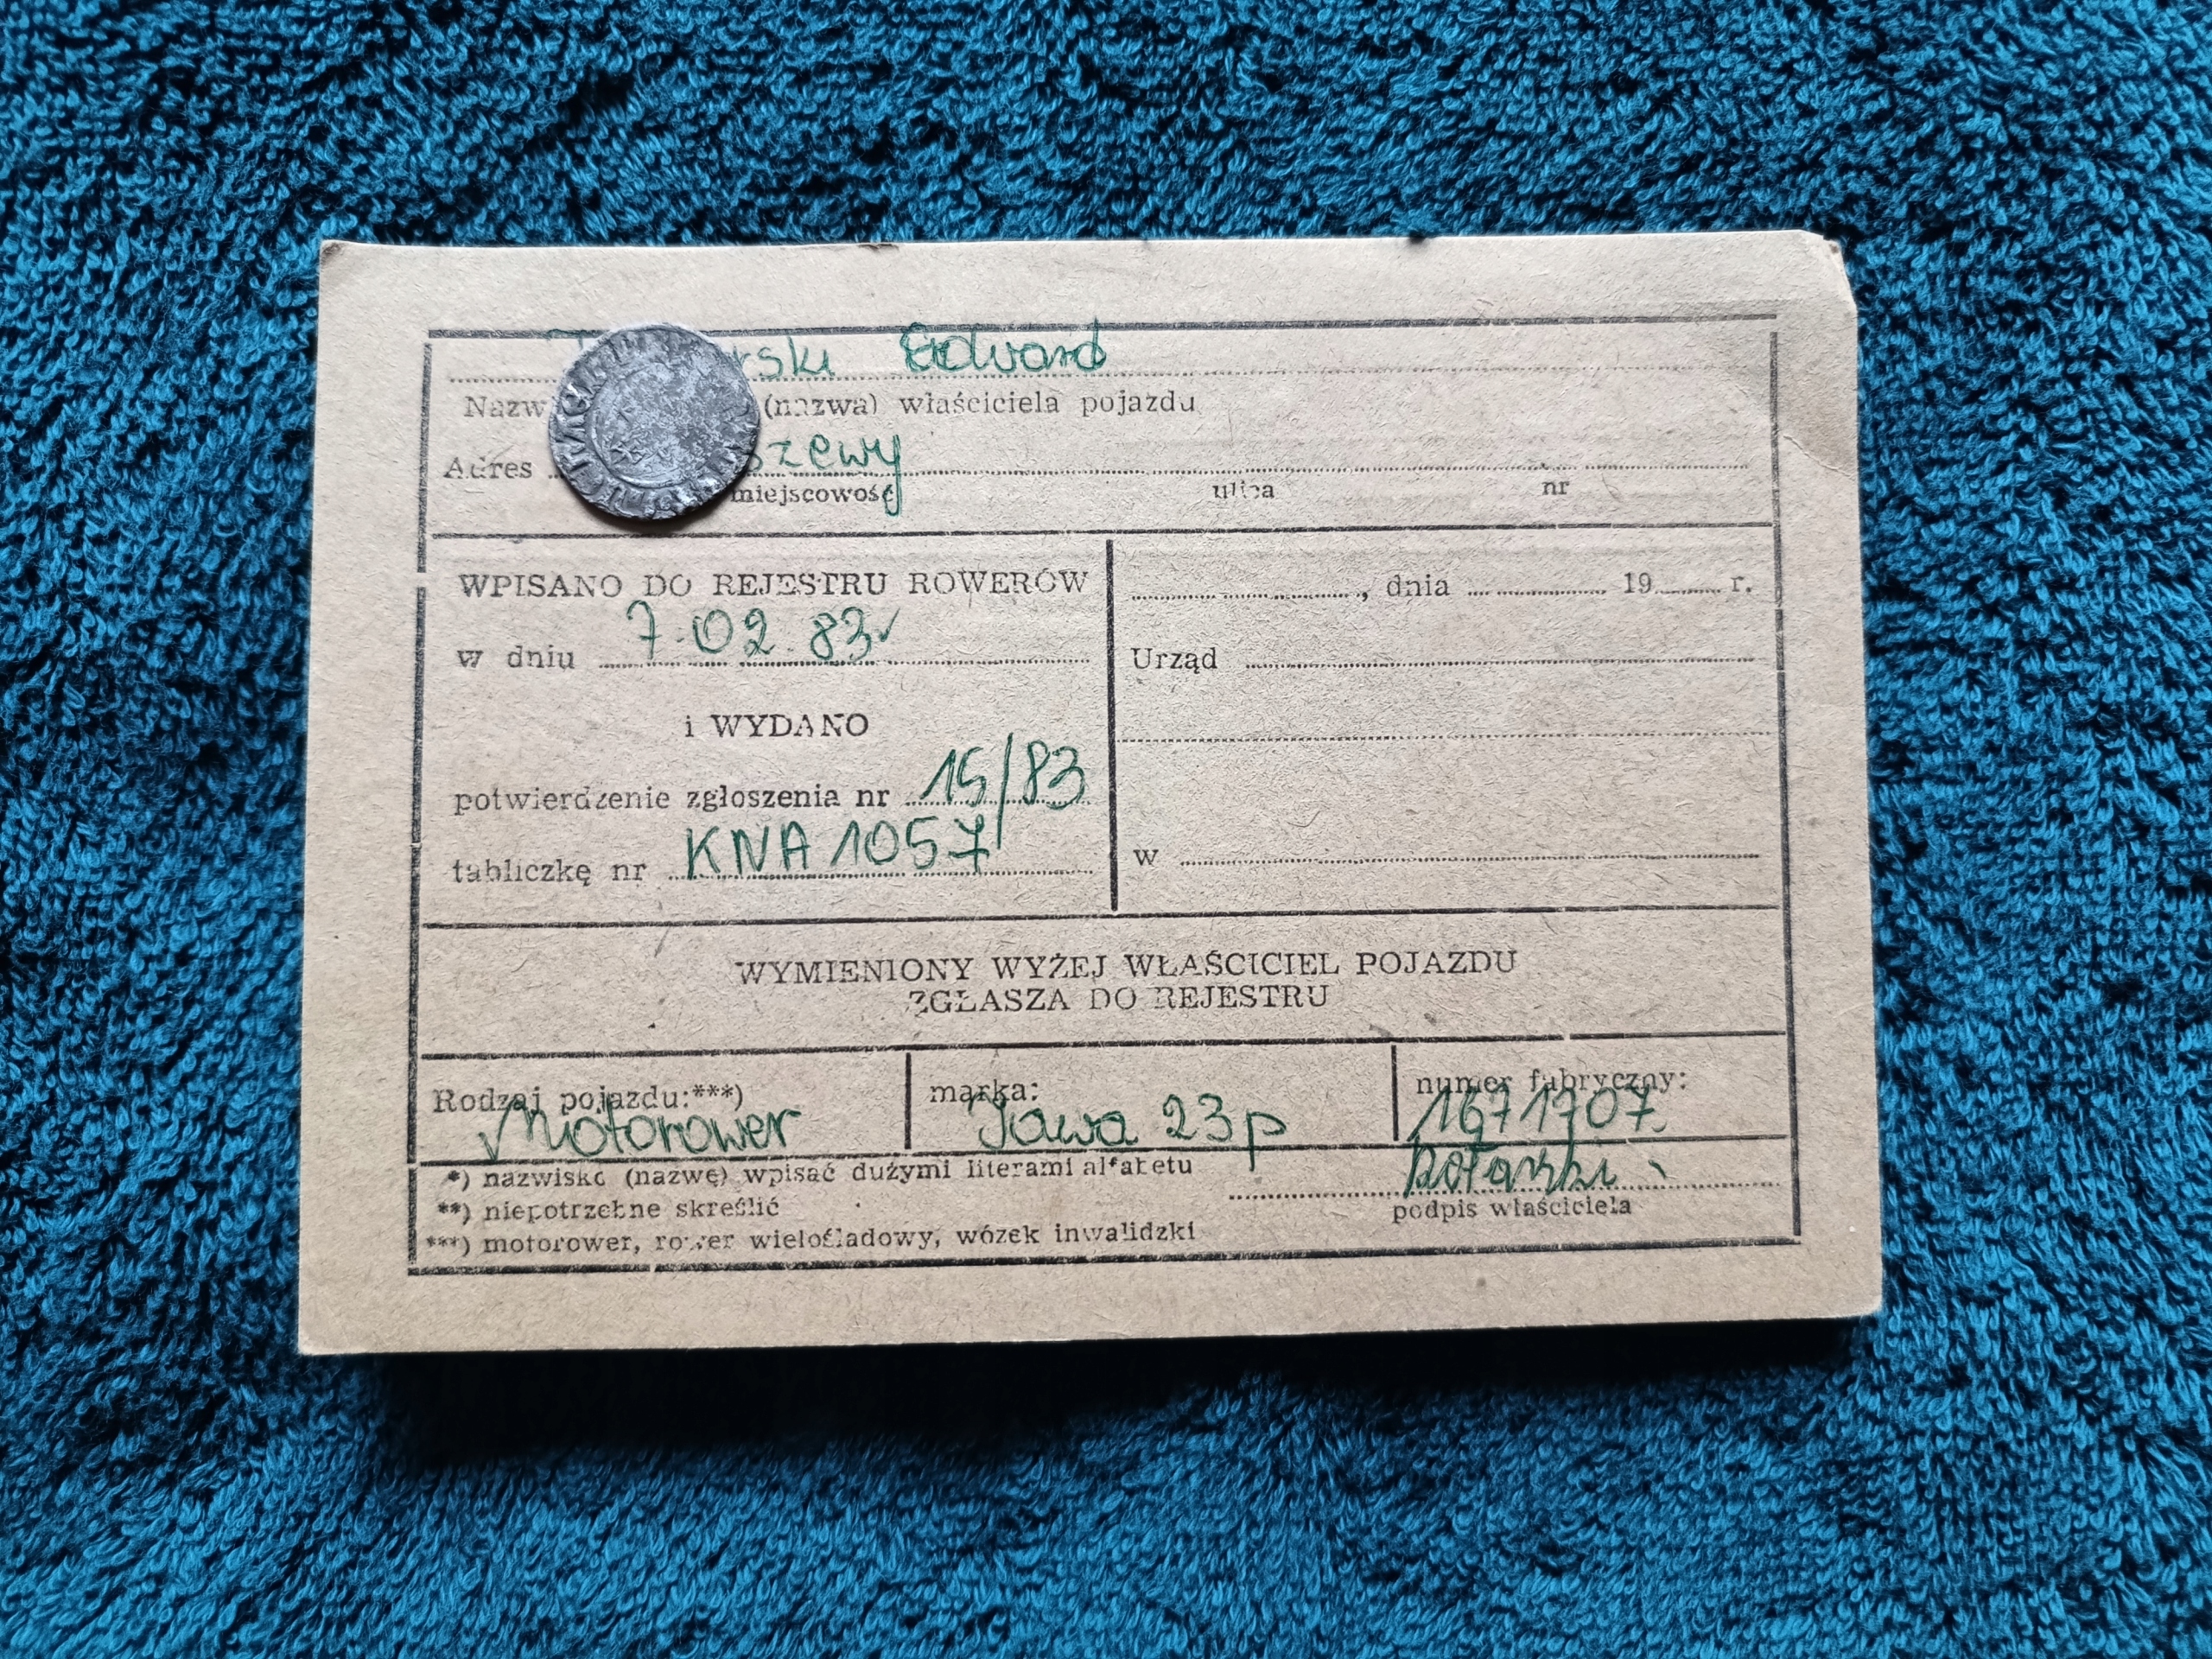 rski Edward
(nazwa) właściciela pojazdu
Adres szewy
miejscowość ulica nr
WPISANO DO REJESTRU ROWERÓW
w dniu 7.02.83r
i WYDANO
potwierdzenie zgłoszenia nr 15/83
tabliczkę nr KNA 1057
, dnia 19 r.
Urząd
w
WYMIENIONY WYŻEJ WŁAŚCICIEL POJAZDU
ZGŁASZA DO REJESTRU
Rodzaj pojazdu:***) marka: numer fabryczny:
Motorower Jawa 23p 1671707
*) nazwisko (nazwę) wpisać dużymi literami alfabetu
**) niepotrzebne skreślić
podpis właściciela
***) motorower, rower wielośladowy, wózek inwalidzki